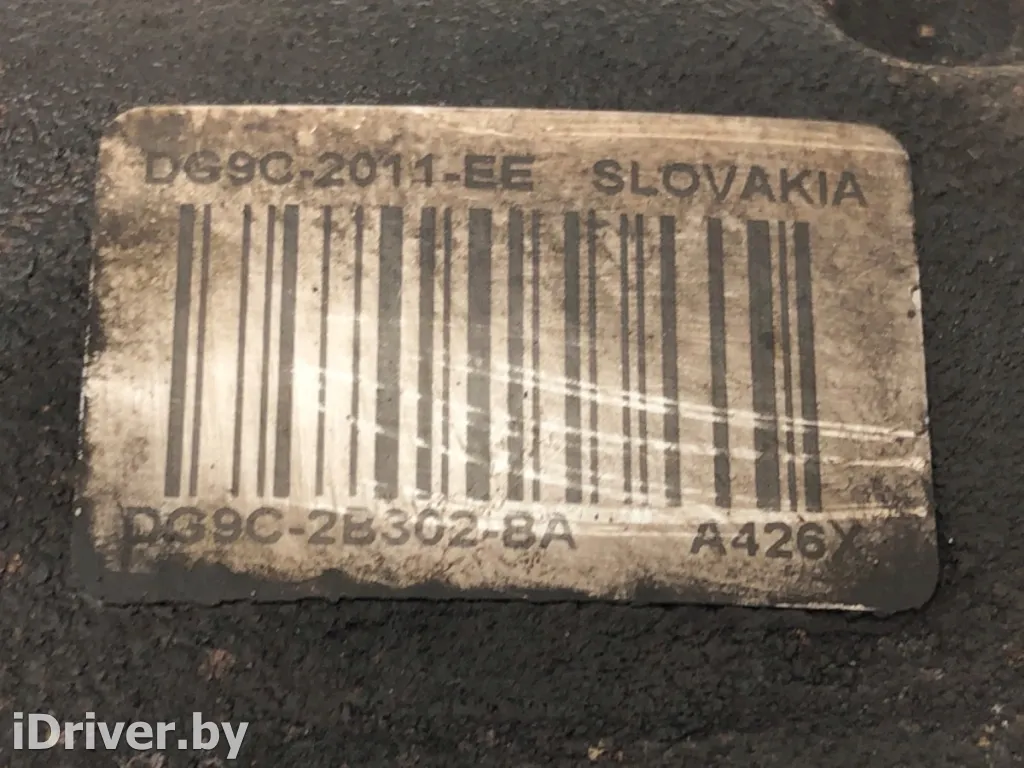 DG9C-2011-EE SLOVAKIA
DG9C-2B302-BA A426X
iDriver.by